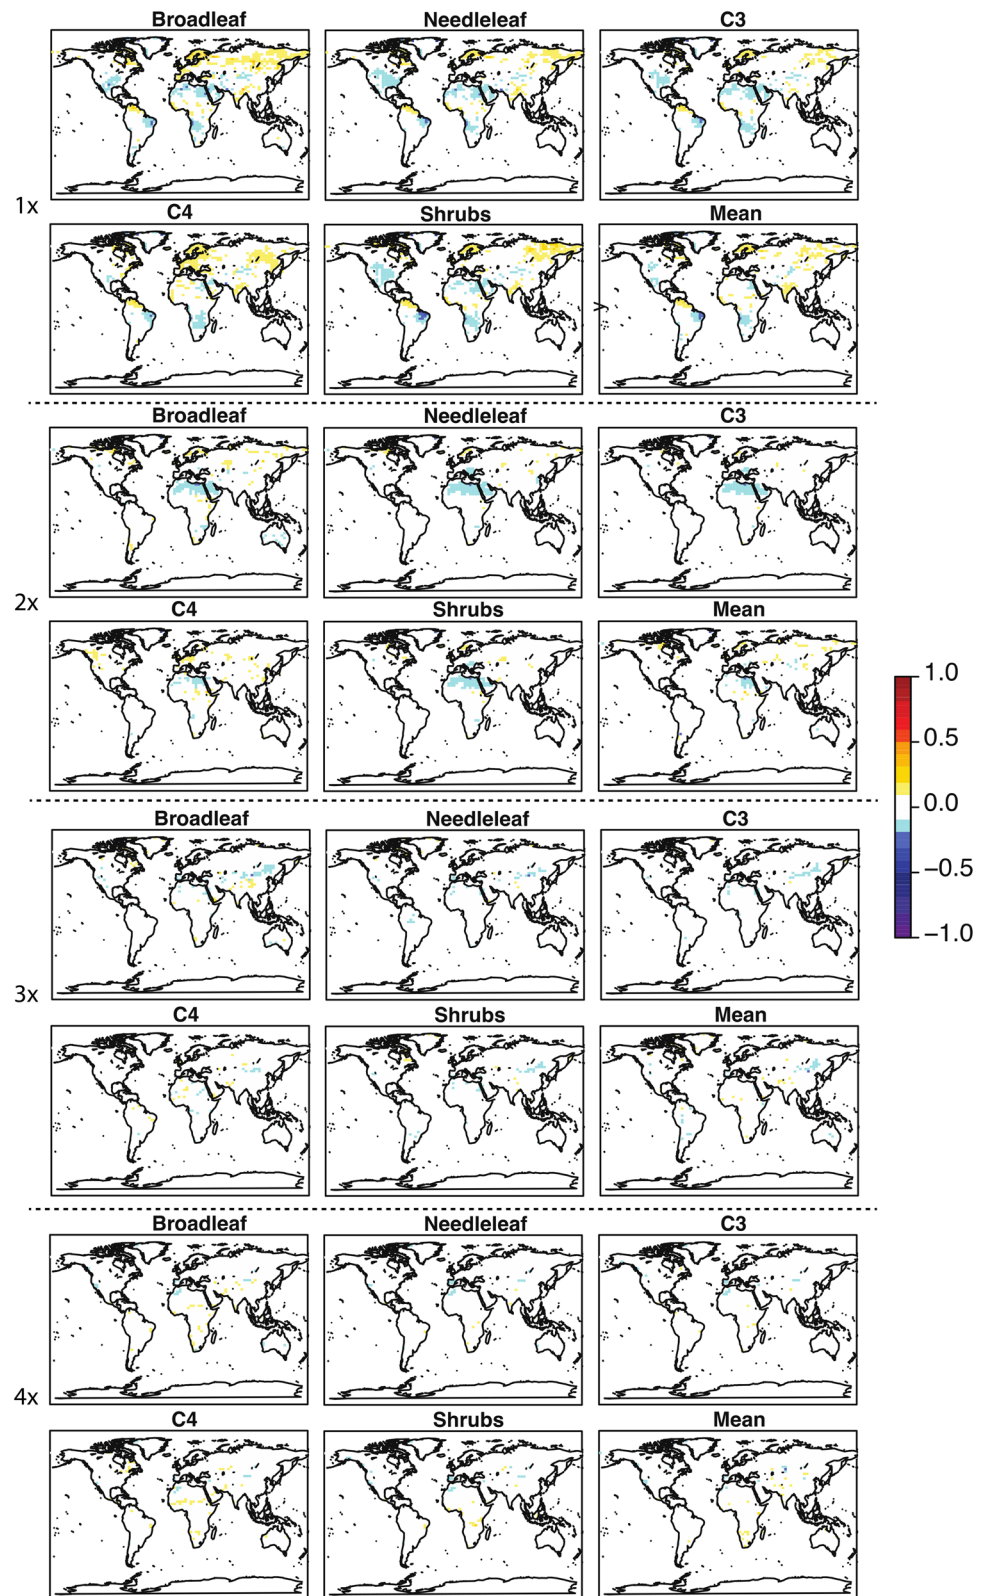 Broadleaf Needleleaf C3
1x
C4 Shrubs Mean
>
Broadleaf Needleleaf C3
2x
C4 Shrubs Mean
1.0
0.5
0.0
−0.5
−1.0
Broadleaf Needleleaf C3
3x
C4 Shrubs Mean
Broadleaf Needleleaf C3
4x
C4 Shrubs Mean